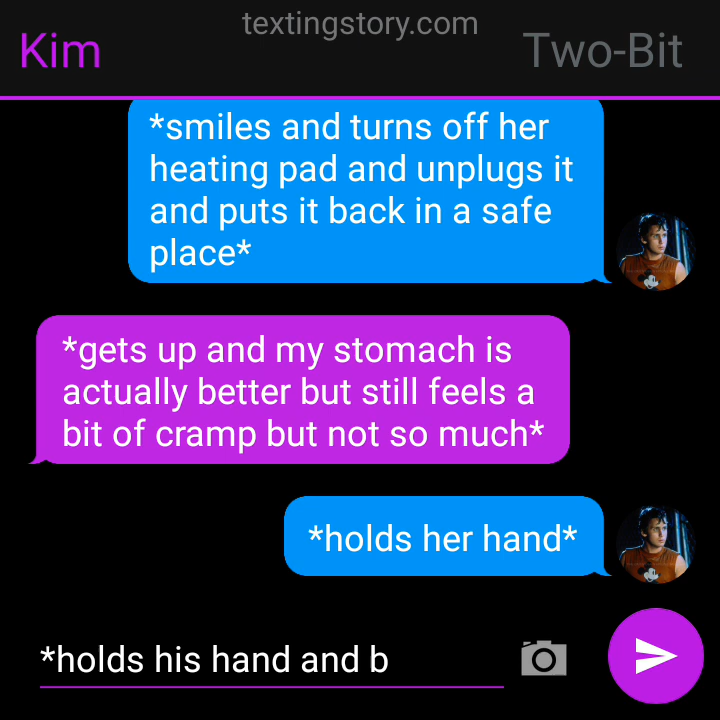 textingstory.com
Kim
Two-Bit
*smiles and turns off her
heating pad and unplugs it
and puts it back in a safe
place*
*gets up and my stomach is
actually better but still feels a
bit of cramp but not so much*
*holds her hand*
*holds his hand and b